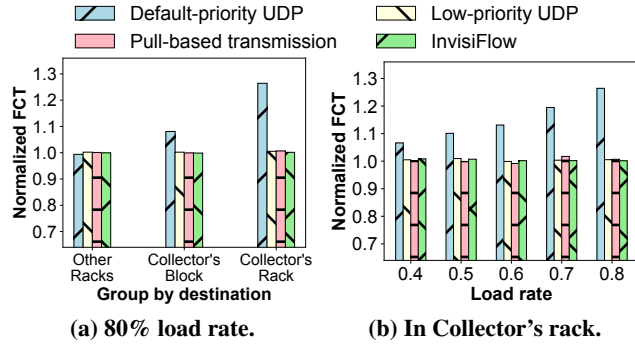 Default-priority UDP Low-priority UDP
Pull-based transmission InvisiFlow
Normalized FCT
1.3
1.2
1.1
1.0
0.9
0.8
0.7
Other Racks
Collector's Block
Collector's Rack
Group by destination
(a) 80% load rate.
Normalized FCT
1.3
1.2
1.1
1.0
0.9
0.8
0.7
0.4 0.5 0.6 0.7 0.8
Load rate
(b) In Collector's rack.